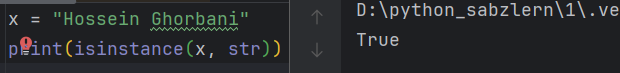 x = "Hossein Ghorbani"
print(isinstance(x, str))
D:\python_sabzlern\1\.ve
True